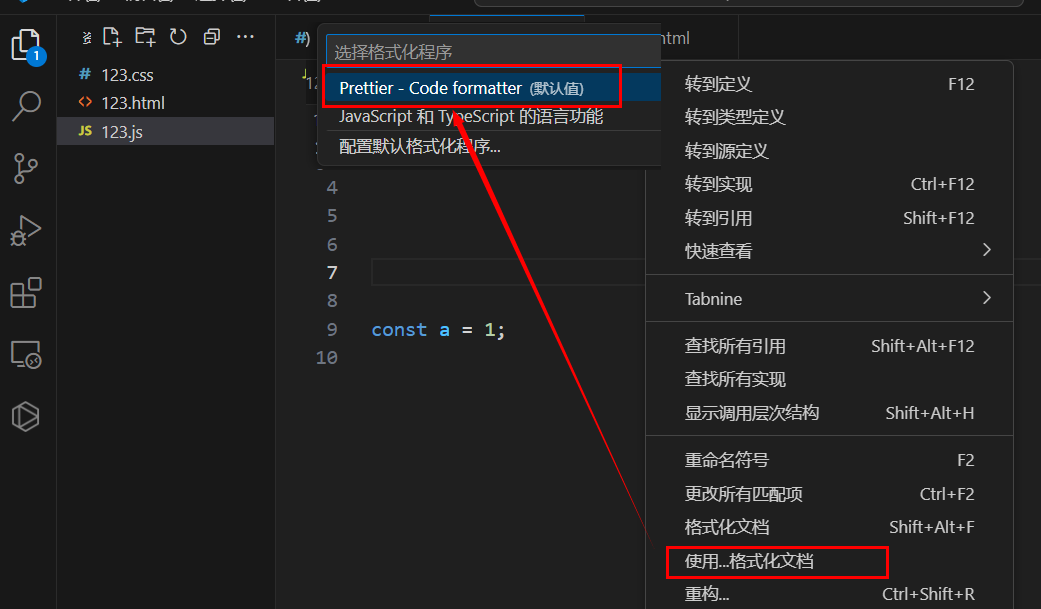 1
# 123.css
<> 123.html
JS 123.js
#)
html
选择格式化程序
Prettier - Code formatter (默认值)
JavaScript 和 TypeScript 的语言功能
配置默认格式化程序...
4
5
6
7
8
9 const a = 1;
10
转到定义 F12
转到类型定义
转到源定义
转到实现 Ctrl+F12
转到引用 Shift+F12
快速查看
Tabnine
查找所有引用 Shift+Alt+F12
查找所有实现
显示调用层次结构 Shift+Alt+H
重命名符号 F2
更改所有匹配项 Ctrl+F2
格式化文档 Shift+Alt+F
使用...格式化文档
重构... Ctrl+Shift+R